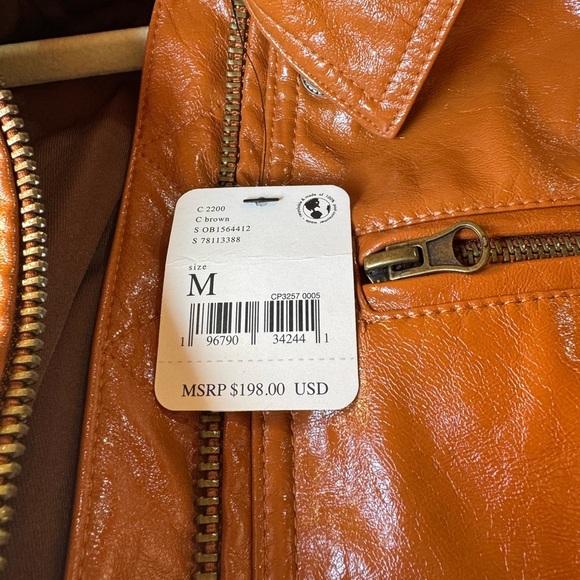 C 2200
C brown
S OB1564412
S 78113388
size
M
CP3257 0005
1 96790 34244 1
MSRP $198.00 USD